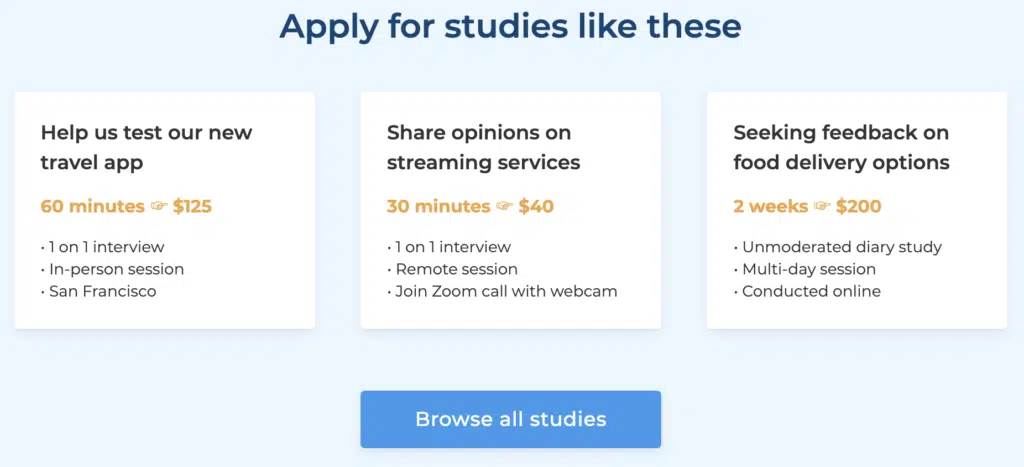 Apply for studies like these
Help us test our new
travel app
60 minutes 👉 $125
· 1 on 1 interview
· In-person session
· San Francisco
Share opinions on
streaming services
30 minutes 👉 $40
· 1 on 1 interview
· Remote session
· Join Zoom call with webcam
Seeking feedback on
food delivery options
2 weeks 👉 $200
· Unmoderated diary study
· Multi-day session
· Conducted online
Browse all studies